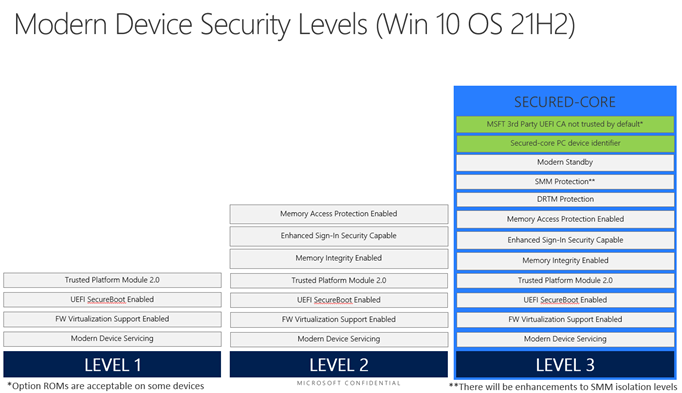 Modern Device Security Levels (Win 10 OS 21H2)
SECURED-CORE
MSFT 3rd Party UEFI CA not trusted by default*
Secured-core PC device identifier
Modern Standby
SMM Protection**
DRTM Protection
Memory Access Protection Enabled
Memory Access Protection Enabled
Enhanced Sign-In Security Capable
Enhanced Sign-In Security Capable
Memory Integrity Enabled
Memory Integrity Enabled
Trusted Platform Module 2.0
Trusted Platform Module 2.0
Trusted Platform Module 2.0
UEFI SecureBoot Enabled
UEFI SecureBoot Enabled
UEFI SecureBoot Enabled
FW Virtualization Support Enabled
FW Virtualization Support Enabled
FW Virtualization Support Enabled
Modern Device Servicing
Modern Device Servicing
Modern Device Servicing
LEVEL 1
LEVEL 2
LEVEL 3
*Option ROMs are acceptable on some devices
MICROSOFT CONFIDENTIAL
**There will be enhancements to SMM isolation levels